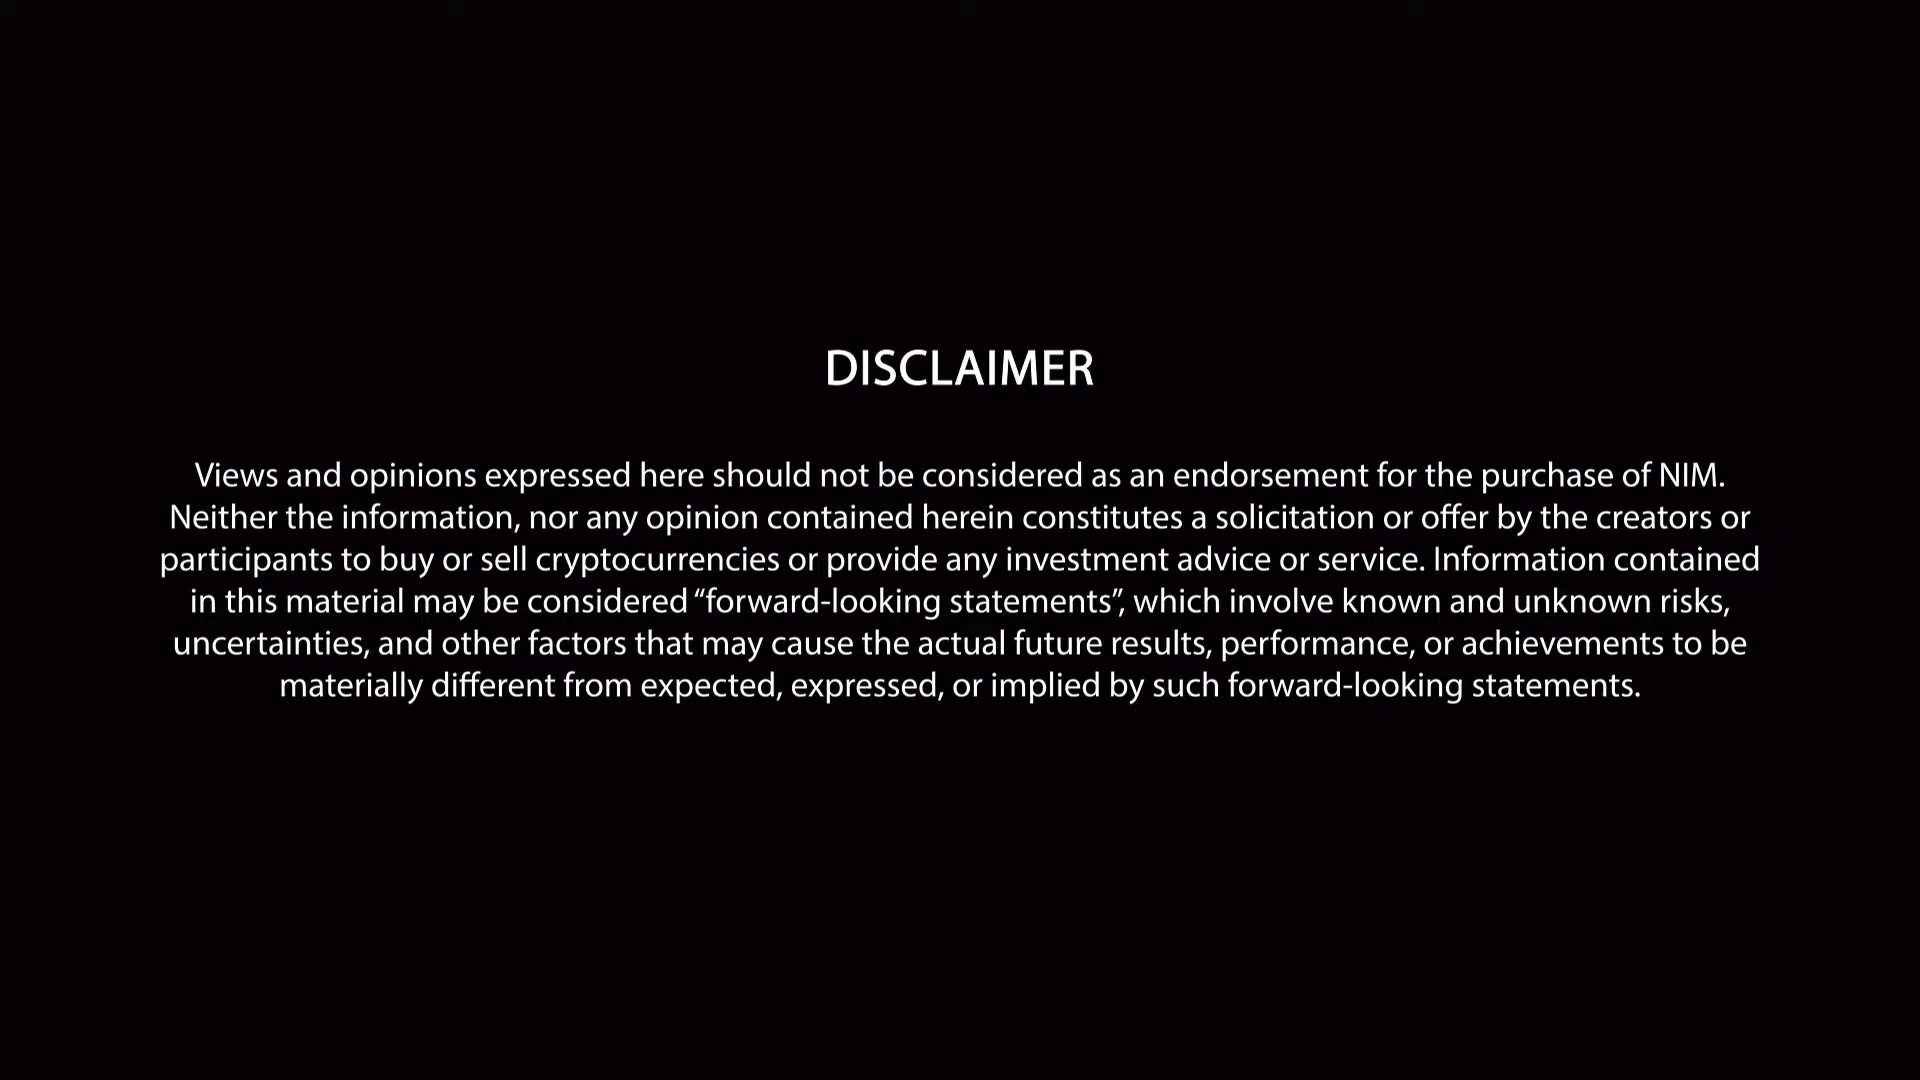 DISCLAIMER
Views and opinions expressed here should not be considered as an endorsement for the purchase of NIM.
Neither the information, nor any opinion contained herein constitutes a solicitation or offer by the creators or
participants to buy or sell cryptocurrencies or provide any investment advice or service. Information contained
in this material may be considered “forward-looking statements”, which involve known and unknown risks,
uncertainties, and other factors that may cause the actual future results, performance, or achievements to be
materially different from expected, expressed, or implied by such forward-looking statements.